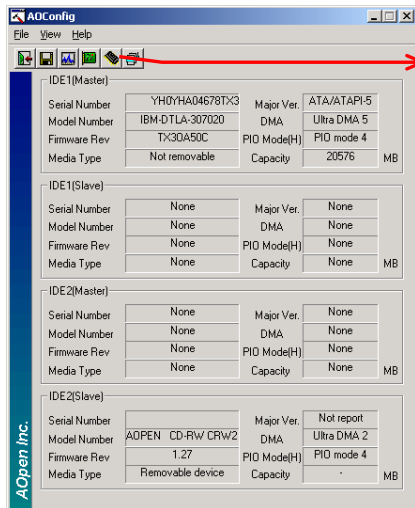 AOConfig
File View Help
IDE1(Master)
Serial Number YH0YHA04678TX3 Major Ver. ATA/ATAPI-5
Model Number IBM-DTLA-307020 DMA Ultra DMA 5
Firmware Rev TX3OA50C PIO Mode(H) PIO mode 4
Media Type Not removable Capacity 20576 MB
IDE1(Slave)
Serial Number None Major Ver. None
Model Number None DMA None
Firmware Rev None PIO Mode(H) None
Media Type None Capacity None MB
IDE2(Master)
Serial Number None Major Ver. None
Model Number None DMA None
Firmware Rev None PIO Mode(H) None
Media Type None Capacity None MB
IDE2(Slave)
Serial Number Major Ver. Not report
Model Number AOPEN CD-RW CRW2 DMA Ultra DMA 2
Firmware Rev 1.27 PIO Mode(H) PIO mode 4
Media Type Removable device Capacity - MB
AOpen Inc.